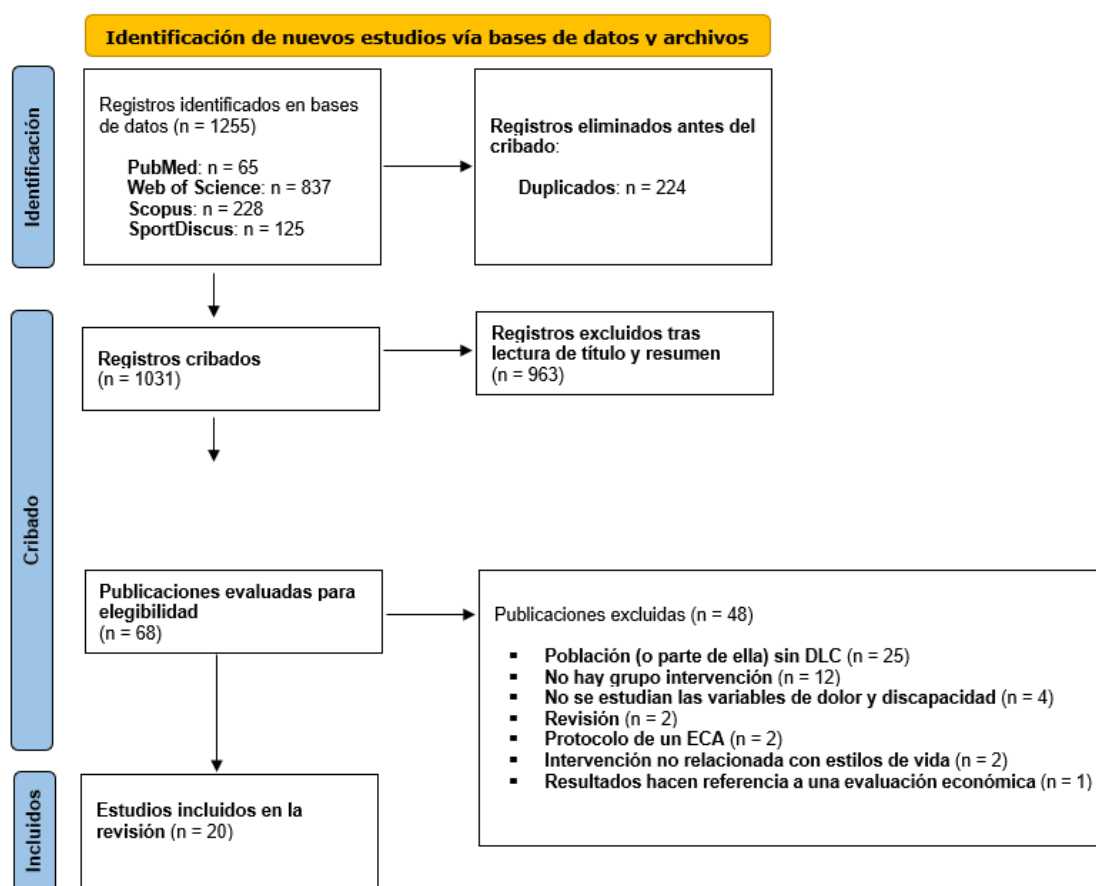 Identificación de nuevos estudios vía bases de datos y archivos
Identificación
Registros identificados en bases
de datos (n = 1255)
PubMed: n = 65
Web of Science: n = 837
Scopus: n = 228
SportDiscus: n = 125
Registros eliminados antes del
cribado:
Duplicados: n = 224
Cribado
Registros cribados
(n = 1031)
Registros excluidos tras
lectura de título y resumen
(n = 963)
Publicaciones evaluadas para
elegibilidad
(n = 68)
Publicaciones excluidas (n = 48)
▪ Población (o parte de ella) sin DLC (n = 25)
▪ No hay grupo intervención (n = 12)
▪ No se estudian las variables de dolor y discapacidad (n = 4)
▪ Revisión (n = 2)
▪ Protocolo de un ECA (n = 2)
▪ Intervención no relacionada con estilos de vida (n = 2)
▪ Resultados hacen referencia a una evaluación económica (n = 1)
Incluidos
Estudios incluidos en la
revisión (n = 20)